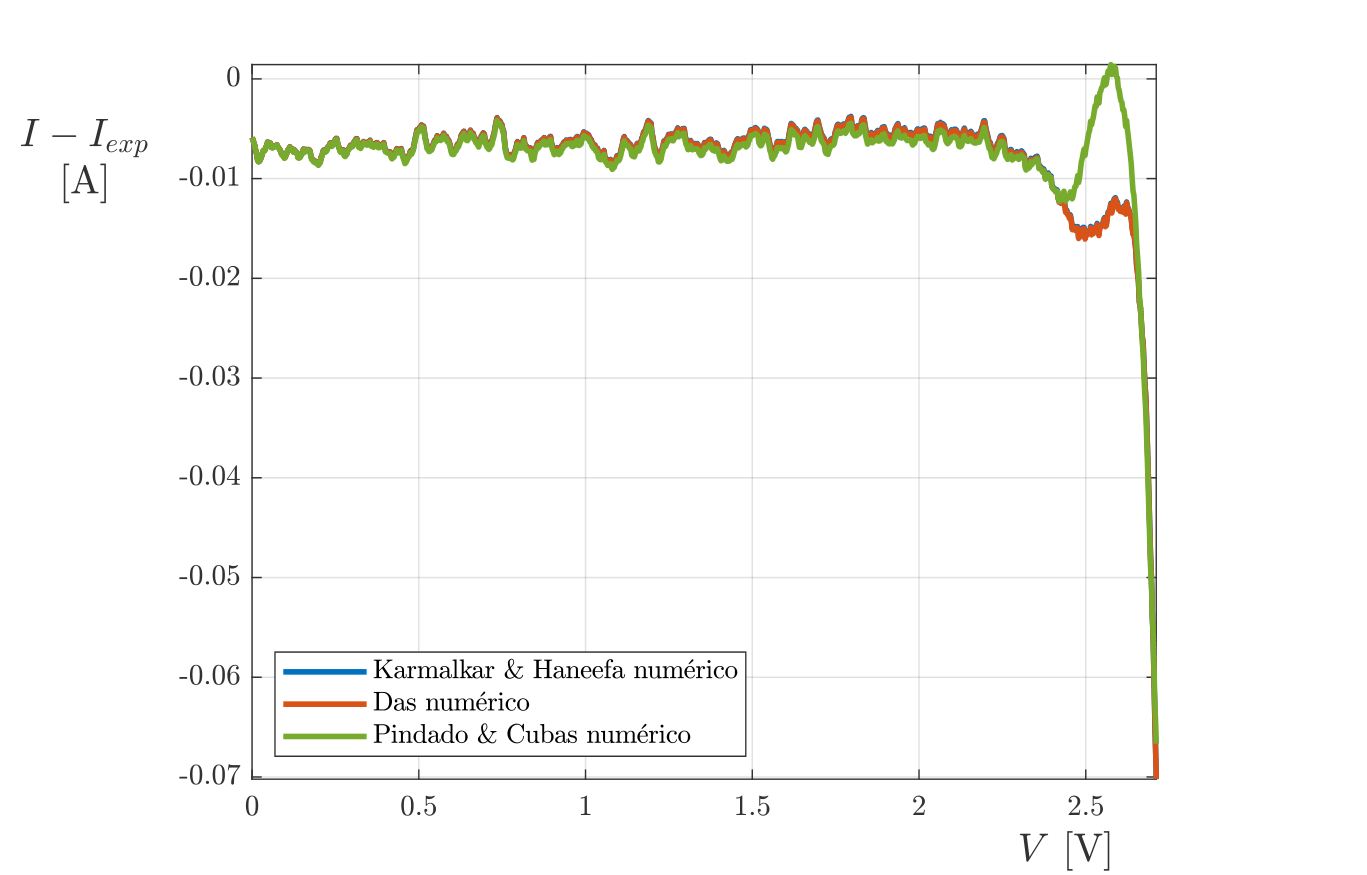 I − I_exp
[A]
0
-0.01
-0.02
-0.03
-0.04
-0.05
-0.06
-0.07
Karmalkar & Haneefa numérico
Das numérico
Pindado & Cubas numérico
0 0.5 1 1.5 2 2.5
V [V]